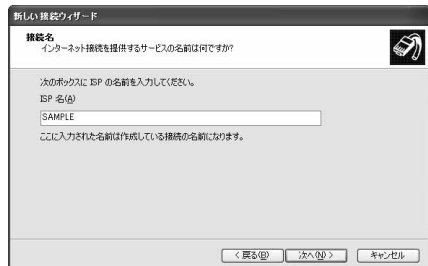 新しい接続ウィザード
接続名
インターネット接続を提供するサービスの名前は何ですか?
次のボックスに ISP の名前を入力してください。
ISP 名(A)
SAMPLE
ここに入力された名前は作成している接続の名前になります。
< 戻る(B) 次へ(N) > キャンセル